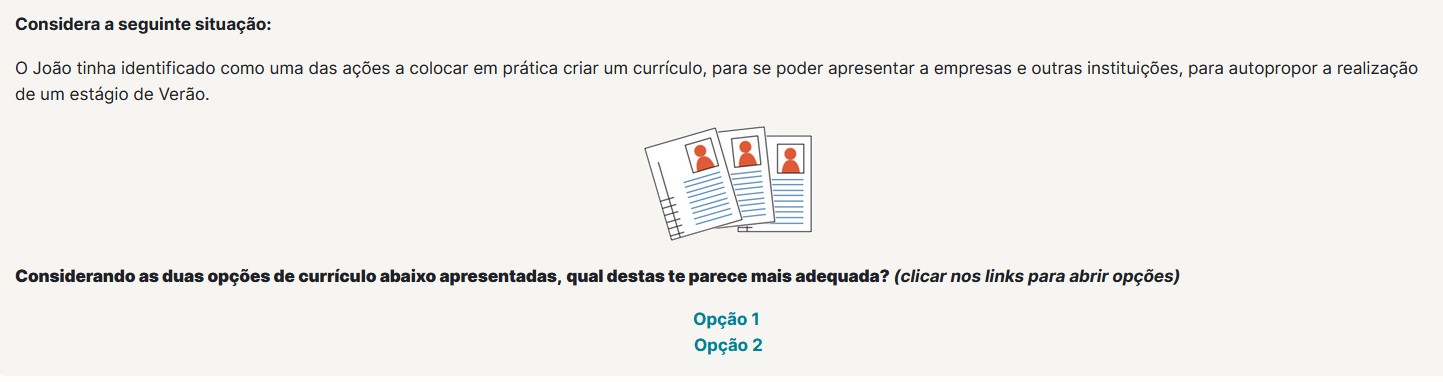 Considera a seguinte situação:
O João tinha identificado como uma das ações a colocar em prática criar um currículo, para se poder apresentar a empresas e outras instituições, para autopropor a realização
de um estágio de Verão.
Considerando as duas opções de currículo abaixo apresentadas, qual destas te parece mais adequada? (clicar nos links para abrir opções)
Opção 1
Opção 2